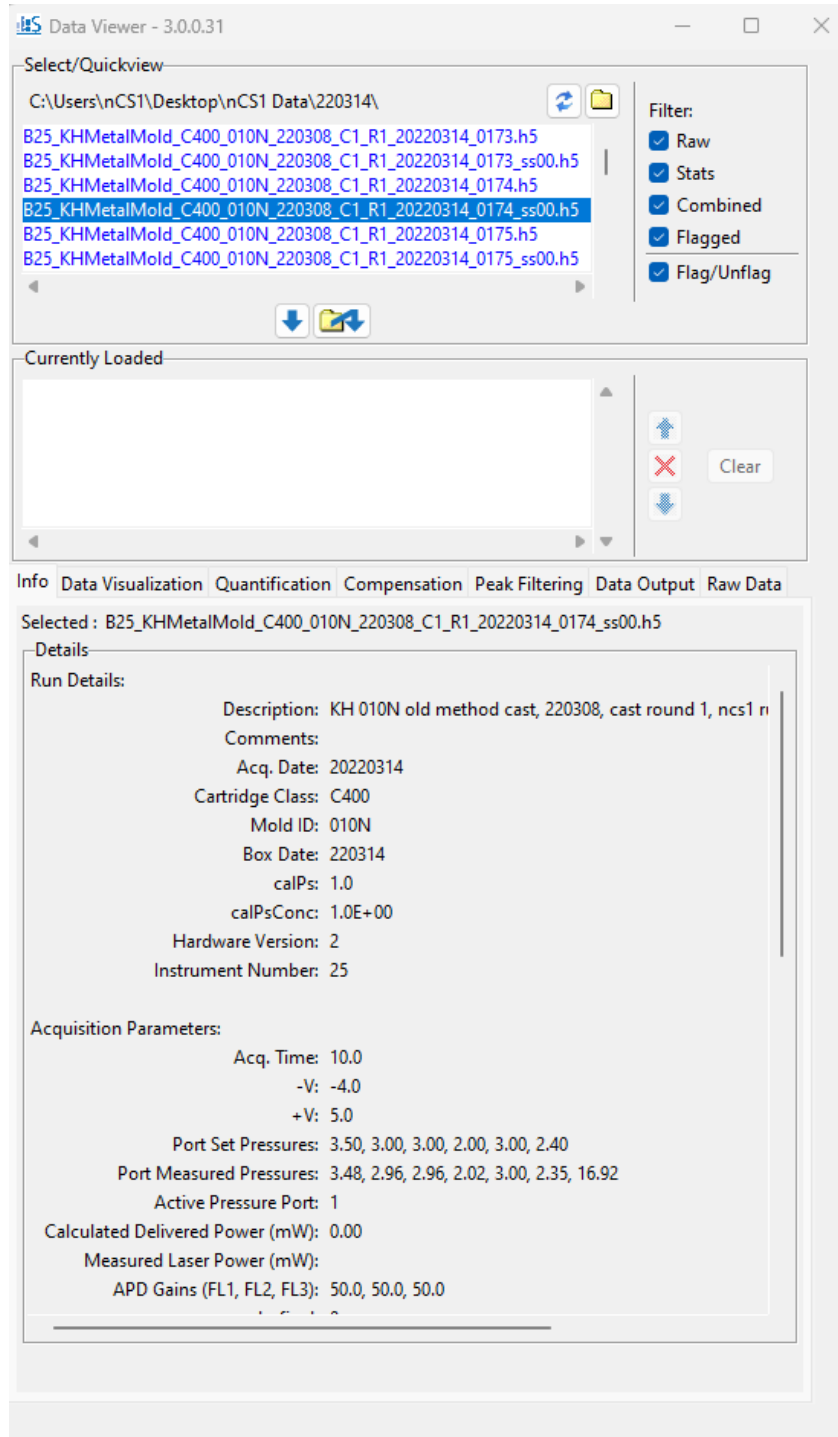 Data Viewer - 3.0.0.31
Select/Quickview
C:\Users\nCS1\Desktop\nCS1 Data\220314\
B25_KHMetalMold_C400_010N_220308_C1_R1_20220314_0173.h5
B25_KHMetalMold_C400_010N_220308_C1_R1_20220314_0173_ss00.h5
B25_KHMetalMold_C400_010N_220308_C1_R1_20220314_0174.h5
B25_KHMetalMold_C400_010N_220308_C1_R1_20220314_0174_ss00.h5
B25_KHMetalMold_C400_010N_220308_C1_R1_20220314_0175.h5
B25_KHMetalMold_C400_010N_220308_C1_R1_20220314_0175_ss00.h5
Filter:
Raw
Stats
Combined
Flagged
Flag/Unflag
Currently Loaded
Clear
Info Data Visualization Quantification Compensation Peak Filtering Data Output Raw Data
Selected : B25_KHMetalMold_C400_010N_220308_C1_R1_20220314_0174_ss00.h5
Details
Run Details:
Description: KH 010N old method cast, 220308, cast round 1, ncs1
Comments:
Acq. Date: 20220314
Cartridge Class: C400
Mold ID: 010N
Box Date: 220314
calPs: 1.0
calPsConc: 1.0E+00
Hardware Version: 2
Instrument Number: 25
Acquisition Parameters:
Acq. Time: 10.0
-V: -4.0
+V: 5.0
Port Set Pressures: 3.50, 3.00, 3.00, 2.00, 3.00, 2.40
Port Measured Pressures: 3.48, 2.96, 2.96, 2.02, 3.00, 2.35, 16.92
Active Pressure Port: 1
Calculated Delivered Power (mW): 0.00
Measured Laser Power (mW):
APD Gains (FL1, FL2, FL3): 50.0, 50.0, 50.0